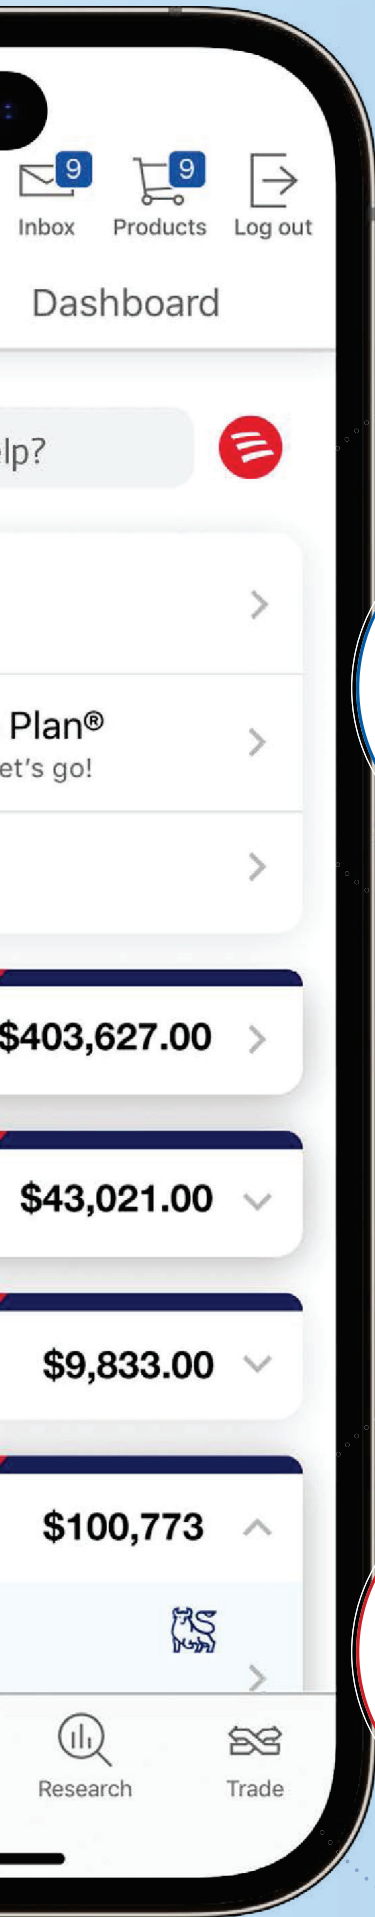 9 9
Inbox Products Log out
Dashboard
lp?
Plan®
et's go!
$403,627.00
$43,021.00
$9,833.00
$100,773
Research Trade